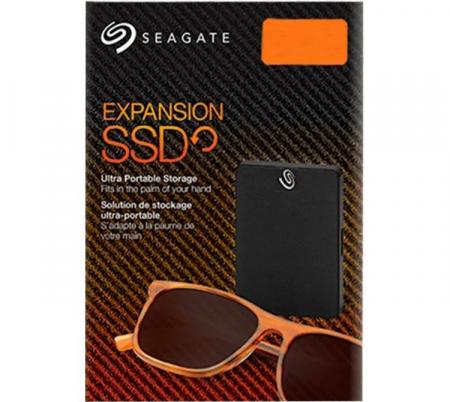 SEAGATE
EXPANSION
SSD
Ultra Portable Storage
Fits in the palm of your hand
Solution de stockage
ultra-portable
S'adapte à la paume de
votre main